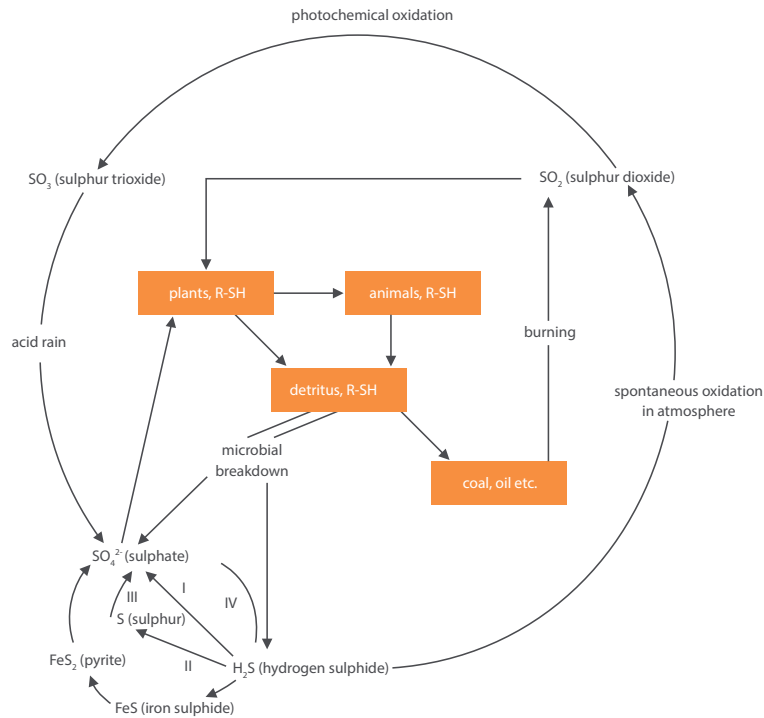 photochemical oxidation
SO₃ (sulphur trioxide)
SO₂ (sulphur dioxide)
plants, R-SH
animals, R-SH
acid rain
burning
detritus, R-SH
spontaneous oxidation
in atmosphere
microbial
breakdown
coal, oil etc.
SO₄²⁻ (sulphate)
I
III
IV
S (sulphur)
FeS₂ (pyrite)
II
H₂S (hydrogen sulphide)
FeS (iron sulphide)